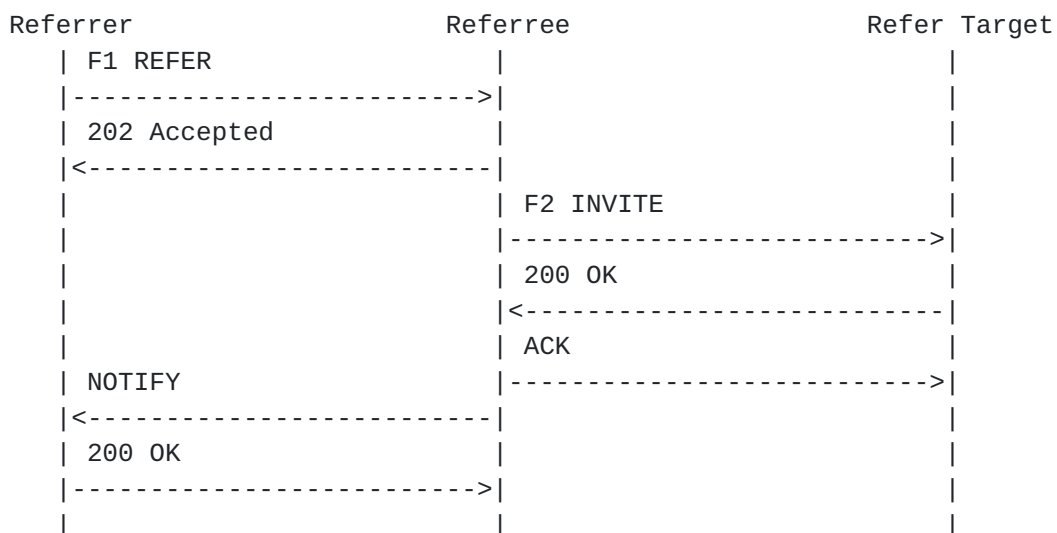 Referrer Referree Refer Target
| F1 REFER | |
|-------------------------->| |
| 202 Accepted | |
|<--------------------------| |
| | F2 INVITE |
| |--------------------------->|
| | 200 OK |
| |<---------------------------|
| | ACK |
| NOTIFY |--------------------------->|
|<--------------------------| |
| 200 OK | |
|-------------------------->| |
| | |